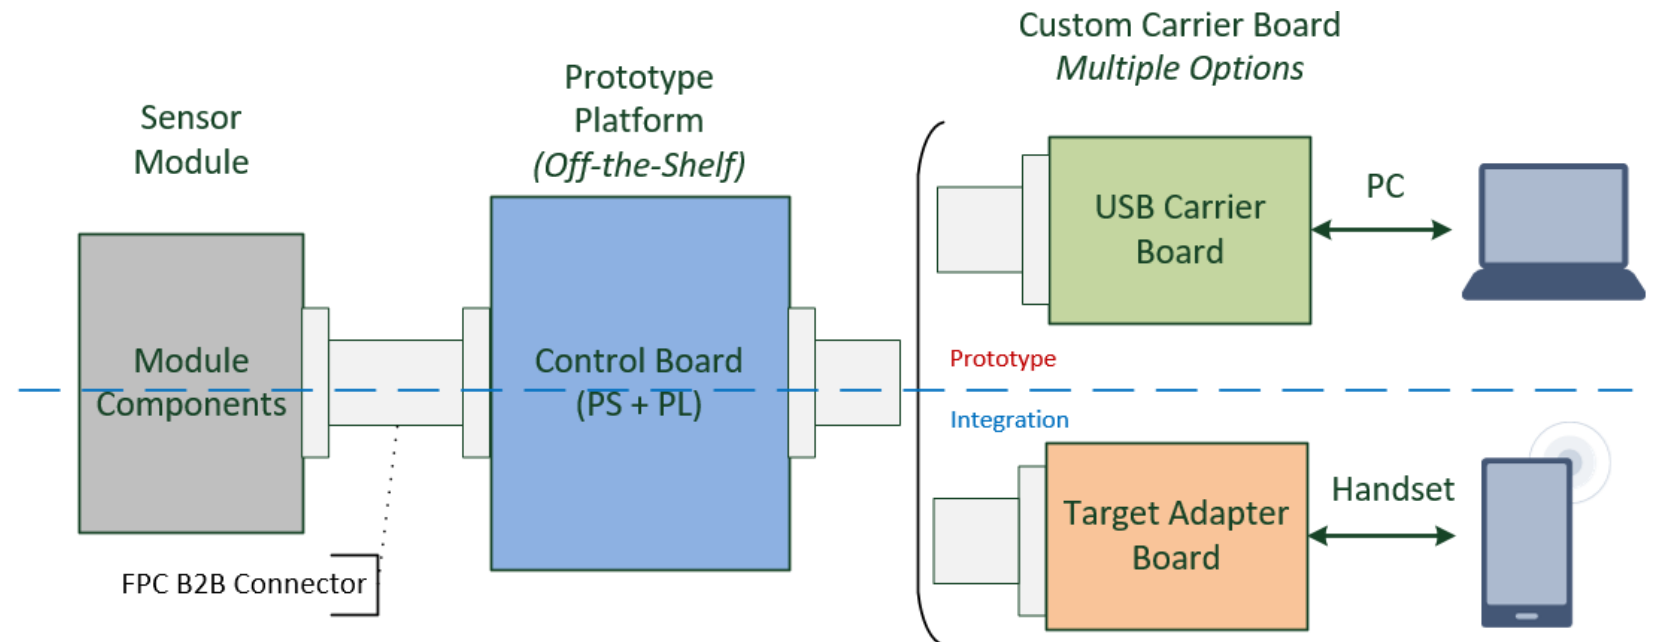 Custom Carrier Board
Multiple Options
Prototype
Platform
(Off-the-Shelf)
Sensor
Module
USB Carrier
Board
PC
Module
Components
Control Board
(PS + PL)
Prototype
Integration
Target Adapter
Board
Handset
FPC B2B Connector